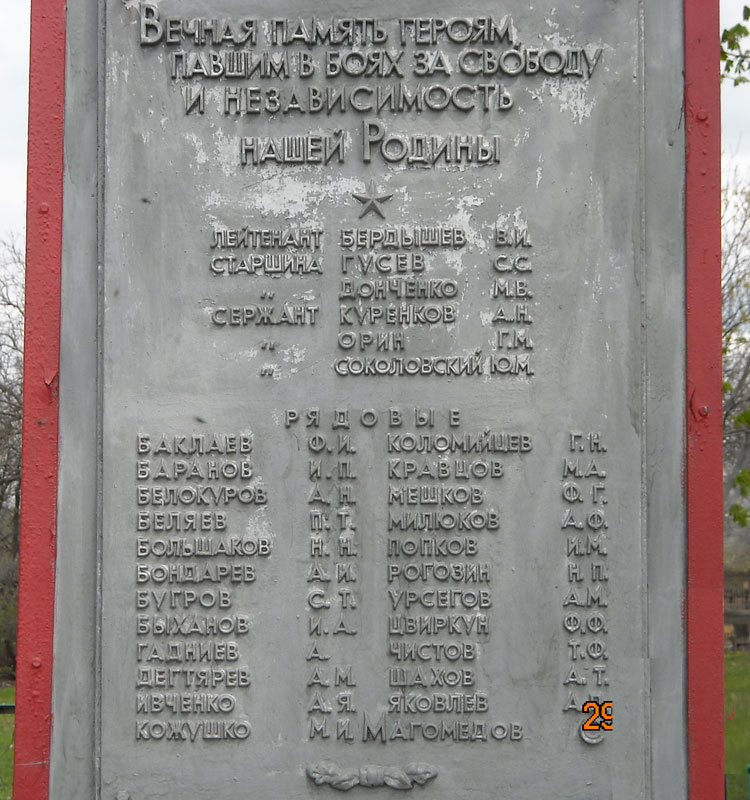 Вечная память героям,
павшим в боях за свободу
и независимость
нашей Родины
ЛЕЙТЕНАНТ БЕРДЫШЕВ В.И.
СТАРШИНА ГУСЕВ С.С.
„ ДОНЧЕНКО М.В.
СЕРЖАНТ КУРЕНКОВ А.Н.
„ ОРИН Г.М.
„ СОКОЛОВСКИЙ Ю.М.
РЯДОВЫЕ
БАКЛАЕВ Ф.И. КОЛОМИЙЦЕВ Г.Н.
БАРАНОВ И.П. КРАВЦОВ М.А.
БЕЛОКУРОВ А.Н. МЕШКОВ Ф.Г.
БЕЛЯЕВ П.Т. МИЛЮКОВ А.Ф.
БОЛЬШАКОВ Н.Н. ПОПКОВ И.М.
БОНДАРЕВ А.И. РОГОЗИН Н.П.
БУГРОВ С.Т. УРСЕГОВ А.М.
БЫХАНОВ И.А. ЦВИРКУН Ф.Ф.
ГАДНИЕВ А. ЧИСТОВ Т.Ф.
ДЕГТЯРЕВ А.М. ШАХОВ А.Т.
ИВЧЕНКО А.Я. ЯКОВЛЕВ
КОЖУШКО М.И. МАГОМЕДОВ
29